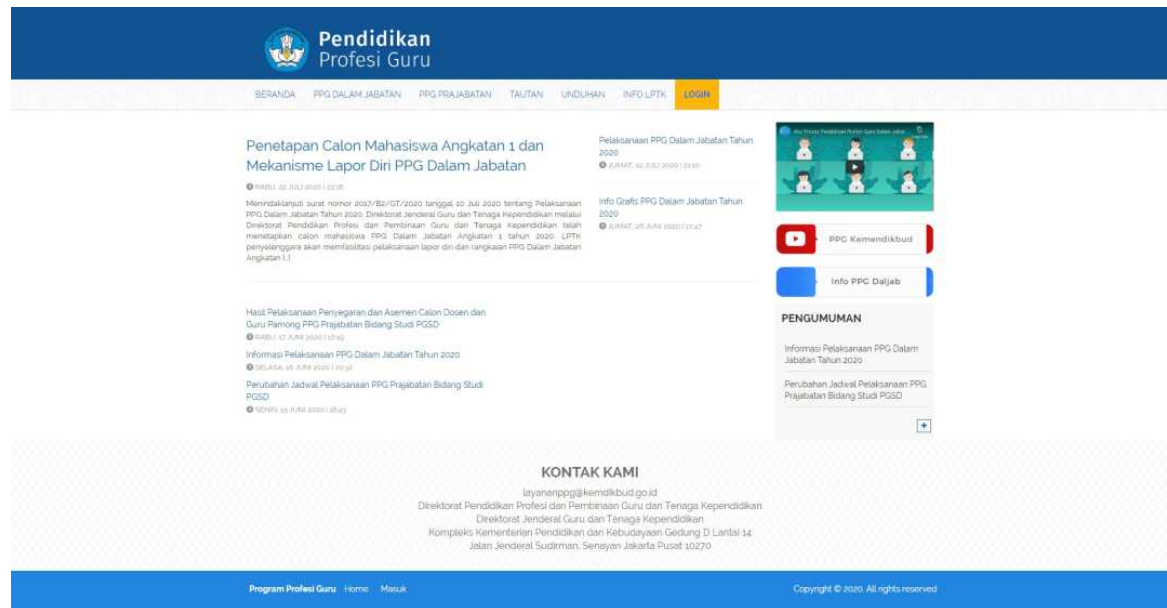 Pendidikan
Profesi Guru
BERANDA PPG DALAM JABATAN PPG PRAJABATAN TAUTAN UNDUHAN INFO LPTK LOGIN
Penetapan Calon Mahasiswa Angkatan 1 dan
Mekanisme Lapor Diri PPG Dalam Jabatan
RABU, 22 JULI 2020 |
Menindaklanjuti surat nomor 2017/B2/GT/2020 tanggal 10 Juli 2020 tentang Pelaksanaan
PPG Dalam Jabatan Tahun 2020, Direktorat Jenderal Guru dan Tenaga Kependidikan melalui
Direktorat Pendidikan Profesi dan Pembinaan Guru dan Tenaga Kependidikan telah
menetapkan calon mahasiswa PPG Dalam Jabatan Angkatan 1 tahun 2020. LPTK
penyelenggara akan memfasilitasi pelaksanaan lapor diri dan rangkaian PPG Dalam Jabatan
Angkatan [..]
Pelaksanaan PPG Dalam Jabatan Tahun
2020
JUMAT, JULI 2020 |
Info Grafis PPG Dalam Jabatan Tahun
2020
JUMAT, JUNI 2020 | 17:47
Hasil Pelaksanaan Penyegaran dan Asemen Calon Dosen dan
Guru Pamong PPG Prajabatan Bidang Studi PGSD
RABU, 17 JUNI 2020 |
Informasi Pelaksanaan PPG Dalam Jabatan Tahun 2020
SELASA, 16 JUNI 2020 |
Perubahan Jadwal Pelaksanaan PPG Prajabatan Bidang Studi
PGSD
SENIN, 15 JUNI 2020 |
PPG Kemendikbud
Info PPG Daljab
PENGUMUMAN
Informasi Pelaksanaan PPG Dalam
Jabatan Tahun 2020
Perubahan Jadwal Pelaksanaan PPG
Prajabatan Bidang Studi PGSD
+
KONTAK KAMI
layananppg@kemdikbud.go.id
Direktorat Pendidikan Profesi dan Pembinaan Guru dan Tenaga Kependidikan
Direktorat Jenderal Guru dan Tenaga Kependidikan
Kompleks Kementerian Pendidikan dan Kebudayaan Gedung D Lantai 14
Jalan Jenderal Sudirman, Senayan Jakarta Pusat 10270
Program Profesi Guru Home Masuk
Copyright © 2020. All rights reserved